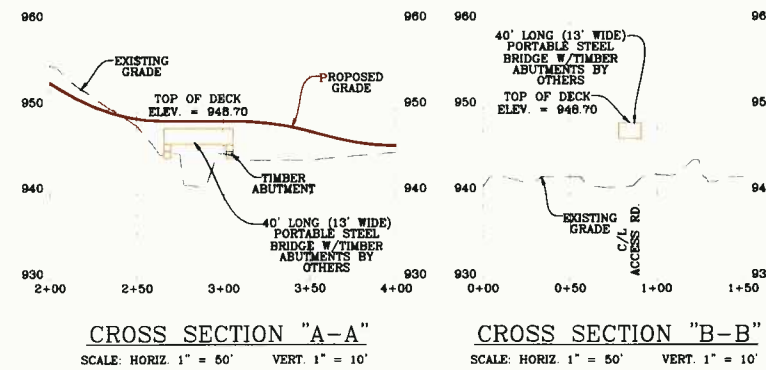 960
960
EXISTING
GRADE
PROPOSED
GRADE
950
950
TOP OF DECK
ELEV. = 948.70
940
940
TIMBER
ABUTMENT
40' LONG (13' WIDE)
PORTABLE STEEL
BRIDGE W/TIMBER
ABUTMENTS BY
OTHERS
930
930
2+00
2+50
3+00
3+50
4+00
CROSS SECTION "A-A"
SCALE: HORIZ. 1" = 50' VERT. 1" = 10'
960
96
40' LONG (13' WIDE)
PORTABLE STEEL
BRIDGE W/TIMBER
ABUTMENTS BY
OTHERS
950
95
TOP OF DECK
ELEV. = 948.70
940
94
EXISTING
GRADE
C/L
ACCESS RD.
930
93
0+00
0+50
1+00
1+50
CROSS SECTION "B-B"
SCALE: HORIZ. 1" = 50' VERT. 1" = 10'